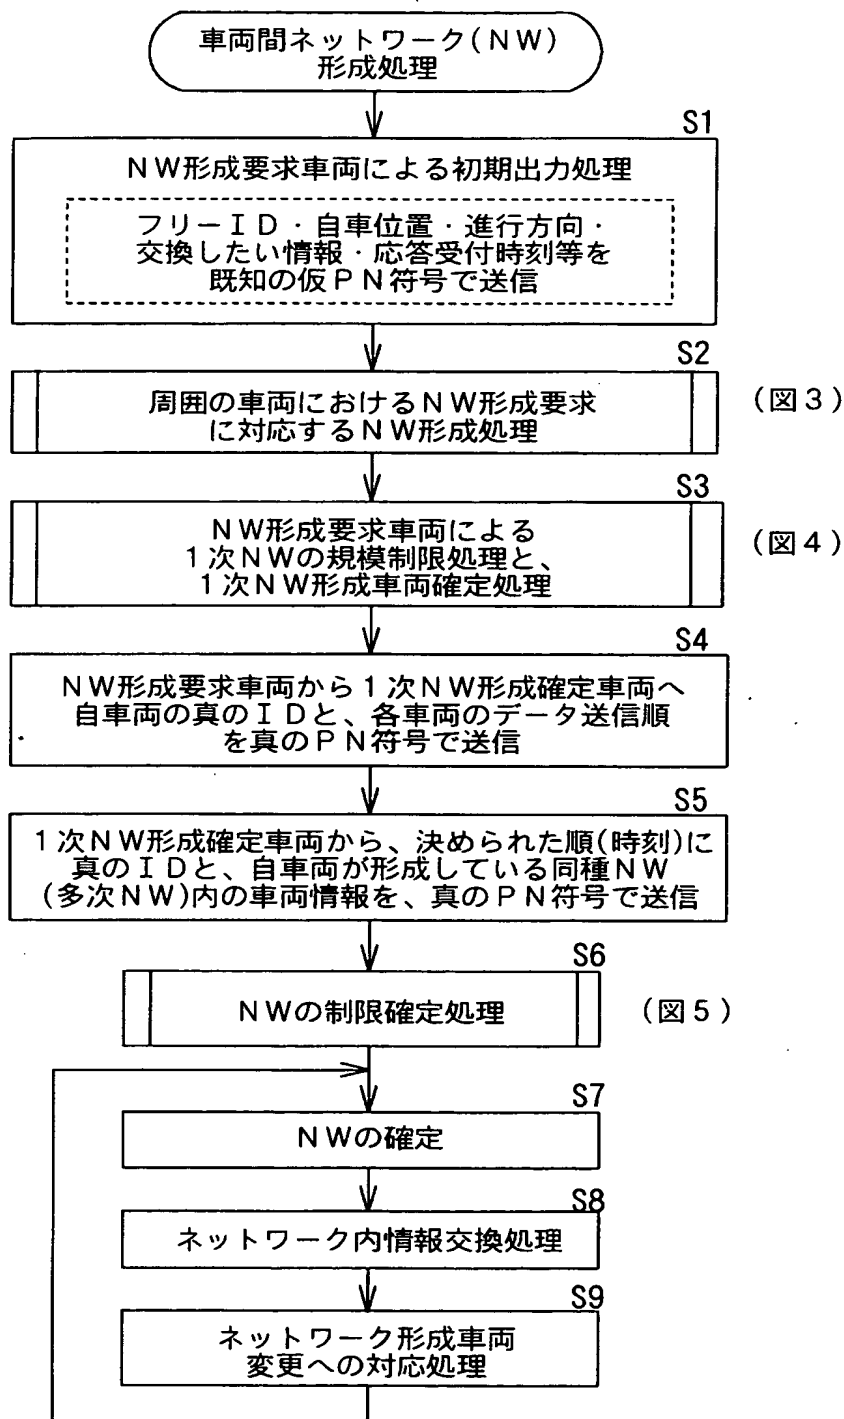 車両間ネットワーク(NW)
形成処理
S1
NW形成要求車両による初期出力処理
フリーID・自車位置・進行方向・
交換したい情報・応答受付時刻等を
既知の仮PN符号で送信
S2
周囲の車両におけるNW形成要求
に対応するNW形成処理
(図3)
S3
NW形成要求車両による
1次NWの規模制限処理と、
1次NW形成車両確定処理
(図4)
S4
NW形成要求車両から1次NW形成確定車両へ
自車両の真のIDと、各車両のデータ送信順
を真のPN符号で送信
S5
1次NW形成確定車両から、決められた順(時刻)に
真のIDと、自車両が形成している同種NW
(多次NW)内の車両情報を、真のPN符号で送信
S6
NWの制限確定処理
(図5)
S7
NWの確定
S8
ネットワーク内情報交換処理
S9
ネットワーク形成車両
変更への対応処理